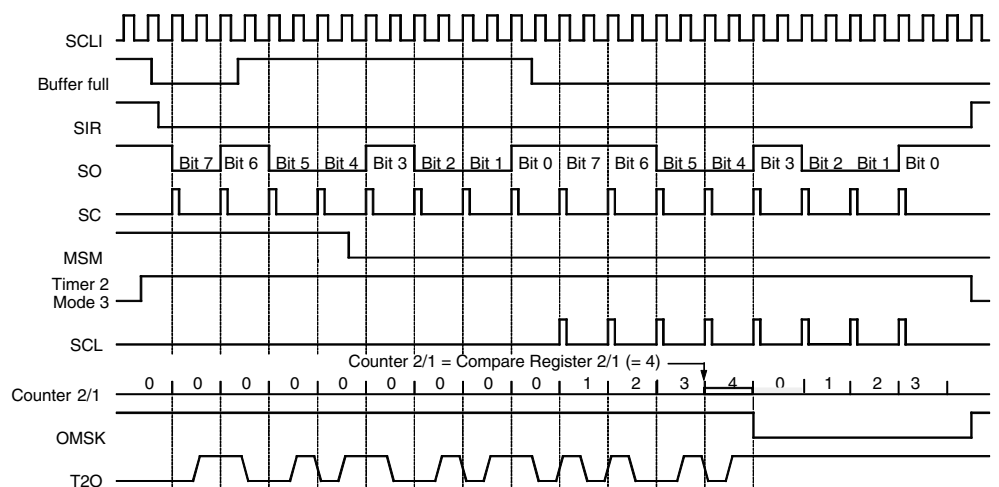 SCLI
Buffer full
SIR
SO Bit 7 Bit 6 Bit 5 Bit 4 Bit 3 Bit 2 Bit 1 Bit 0 Bit 7 Bit 6 Bit 5 Bit 4 Bit 3 Bit 2 Bit 1 Bit 0
SC
MSM
Timer 2
Mode 3
SCL
Counter 2/1 = Compare Register 2/1 (= 4)
Counter 2/1 0 0 0 0 0 0 0 0 0 1 2 3 4 0 1 2 3
OMSK
T2O